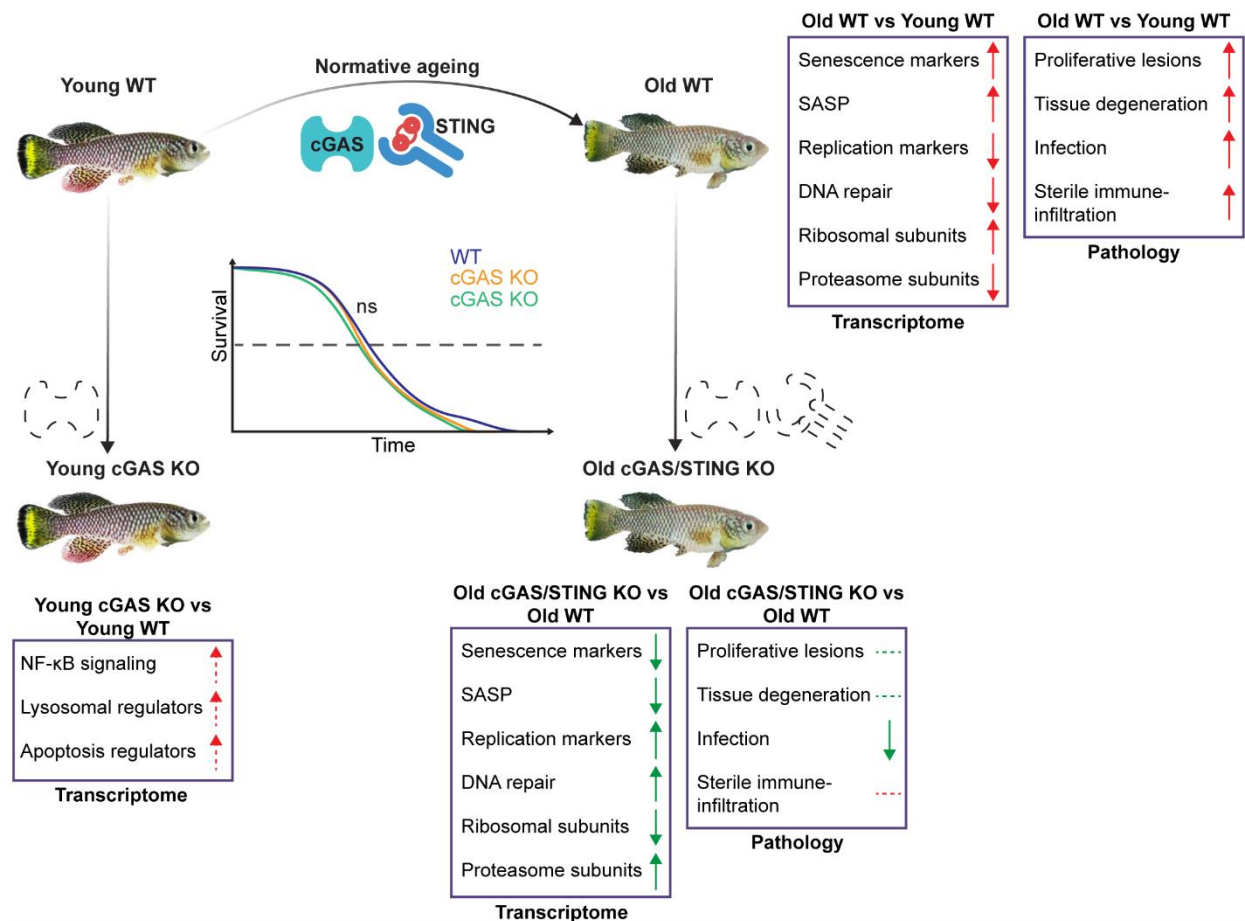 Normative ageing
Young WT
Old WT
cGAS
STING
Old WT vs Young WT
Senescence markers
SASP
Replication markers
DNA repair
Ribosomal subunits
Proteasome subunits
Transcriptome
Old WT vs Young WT
Proliferative lesions
Tissue degeneration
Infection
Sterile immune-
infiltration
Pathology
WT
cGAS KO
cGAS KO
ns
Survival
Time
Young cGAS KO
Old cGAS/STING KO
Young cGAS KO vs
Young WT
NF-κB signaling
Lysosomal regulators
Apoptosis regulators
Transcriptome
Old cGAS/STING KO vs
Old WT
Senescence markers
SASP
Replication markers
DNA repair
Ribosomal subunits
Proteasome subunits
Transcriptome
Old cGAS/STING KO vs
Old WT
Proliferative lesions
Tissue degeneration
Infection
Sterile immune-
infiltration
Pathology